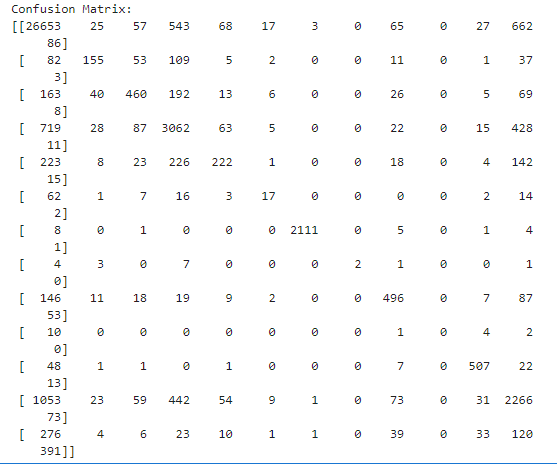 Confusion Matrix:
[[26653    25    57   543    68    17     3     0    65     0    27   662
     86]
 [   82   155    53   109     5     2     0     0    11     0     1    37
      3]
 [  163    40   460   192    13     6     0     0    26     0     5    69
      8]
 [  719    28    87  3062    63     5     0     0    22     0    15   428
     11]
 [  223     8    23   226   222     1     0     0    18     0     4   142
     15]
 [   62     1     7    16     3    17     0     0     0     0     2    14
      2]
 [    8     0     1     0     0     0  2111     0     5     0     1     4
      1]
 [    4     3     0     7     0     0     0     2     1     0     0     1
      0]
 [  146    11    18    19     9     2     0     0   496     0     7    87
     53]
 [   10     0     0     0     0     0     0     0     1     0     4     2
      0]
 [   48     1     1     0     1     0     0     0     7     0   507    22
     13]
 [ 1053    23    59   442    54     9     1     0    73     0    31  2266
     73]
 [  276     4     6    23    10     1     1     0    39     0    33   120
    391]]